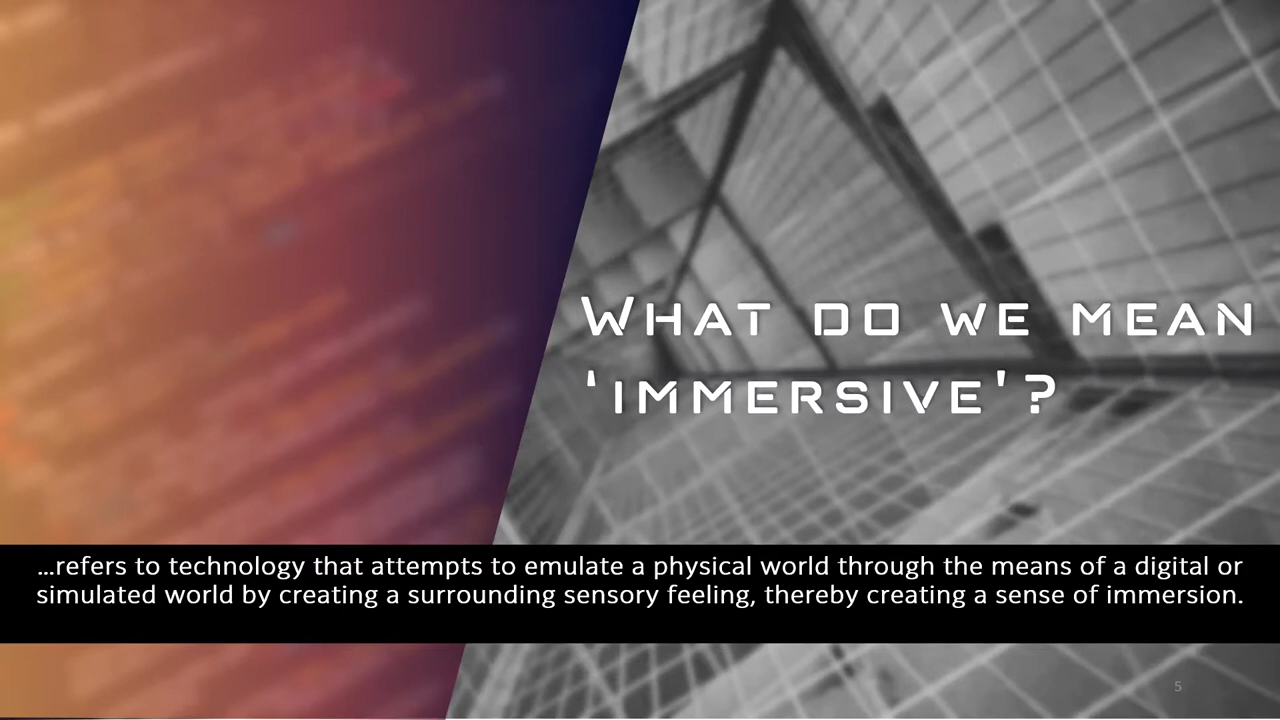 What do we mean
'immersive'?
…refers to technology that attempts to emulate a physical world through the means of a digital or
simulated world by creating a surrounding sensory feeling, thereby creating a sense of immersion.
5